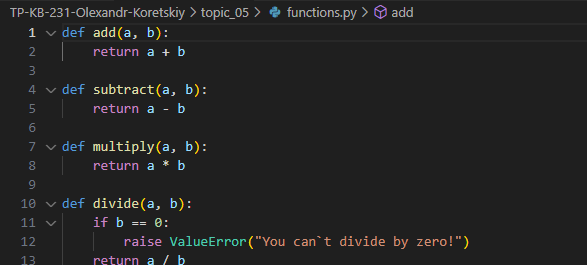 TP-KB-231-Olexandr-Koretskiy > topic_05 > functions.py > add
1 def add(a, b):
2 return a + b
3
4 def subtract(a, b):
5 return a - b
6
7 def multiply(a, b):
8 return a * b
9
10 def divide(a, b):
11 if b == 0:
12 raise ValueError("You can`t divide by zero!")
13 return a / b